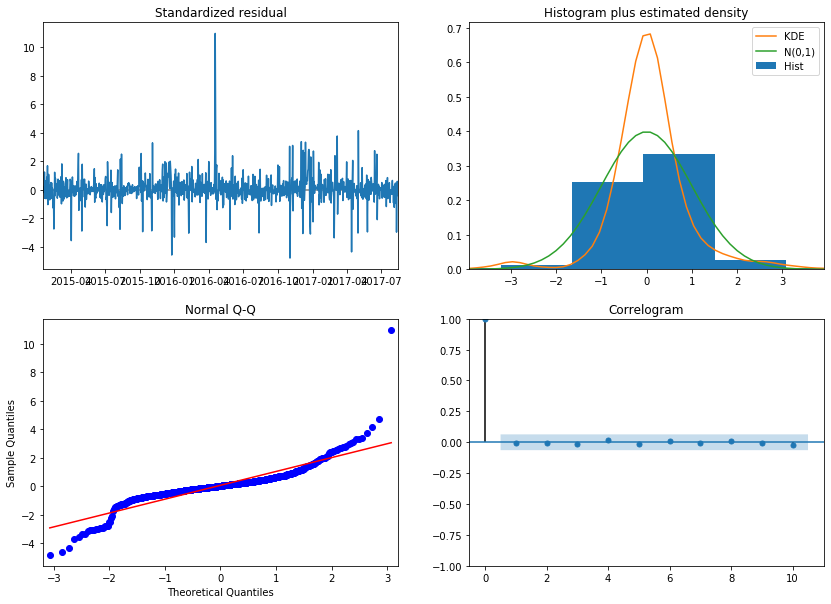 Standardized residual
10
8
6
4
2
0
−2
−4
2015-04 2015-07 2015-10 2016-01 2016-04 2016-07 2016-10 2017-01 2017-04 2017-07
Histogram plus estimated density
KDE
N(0,1)
Hist
0.7
0.6
0.5
0.4
0.3
0.2
0.1
0.0
−3 −2 −1 0 1 2 3
Normal Q-Q
Sample Quantiles
10
8
6
4
2
0
−2
−4
−3 −2 −1 0 1 2 3
Theoretical Quantiles
Correlogram
1.00
0.75
0.50
0.25
0.00
−0.25
−0.50
−0.75
−1.00
0 2 4 6 8 10